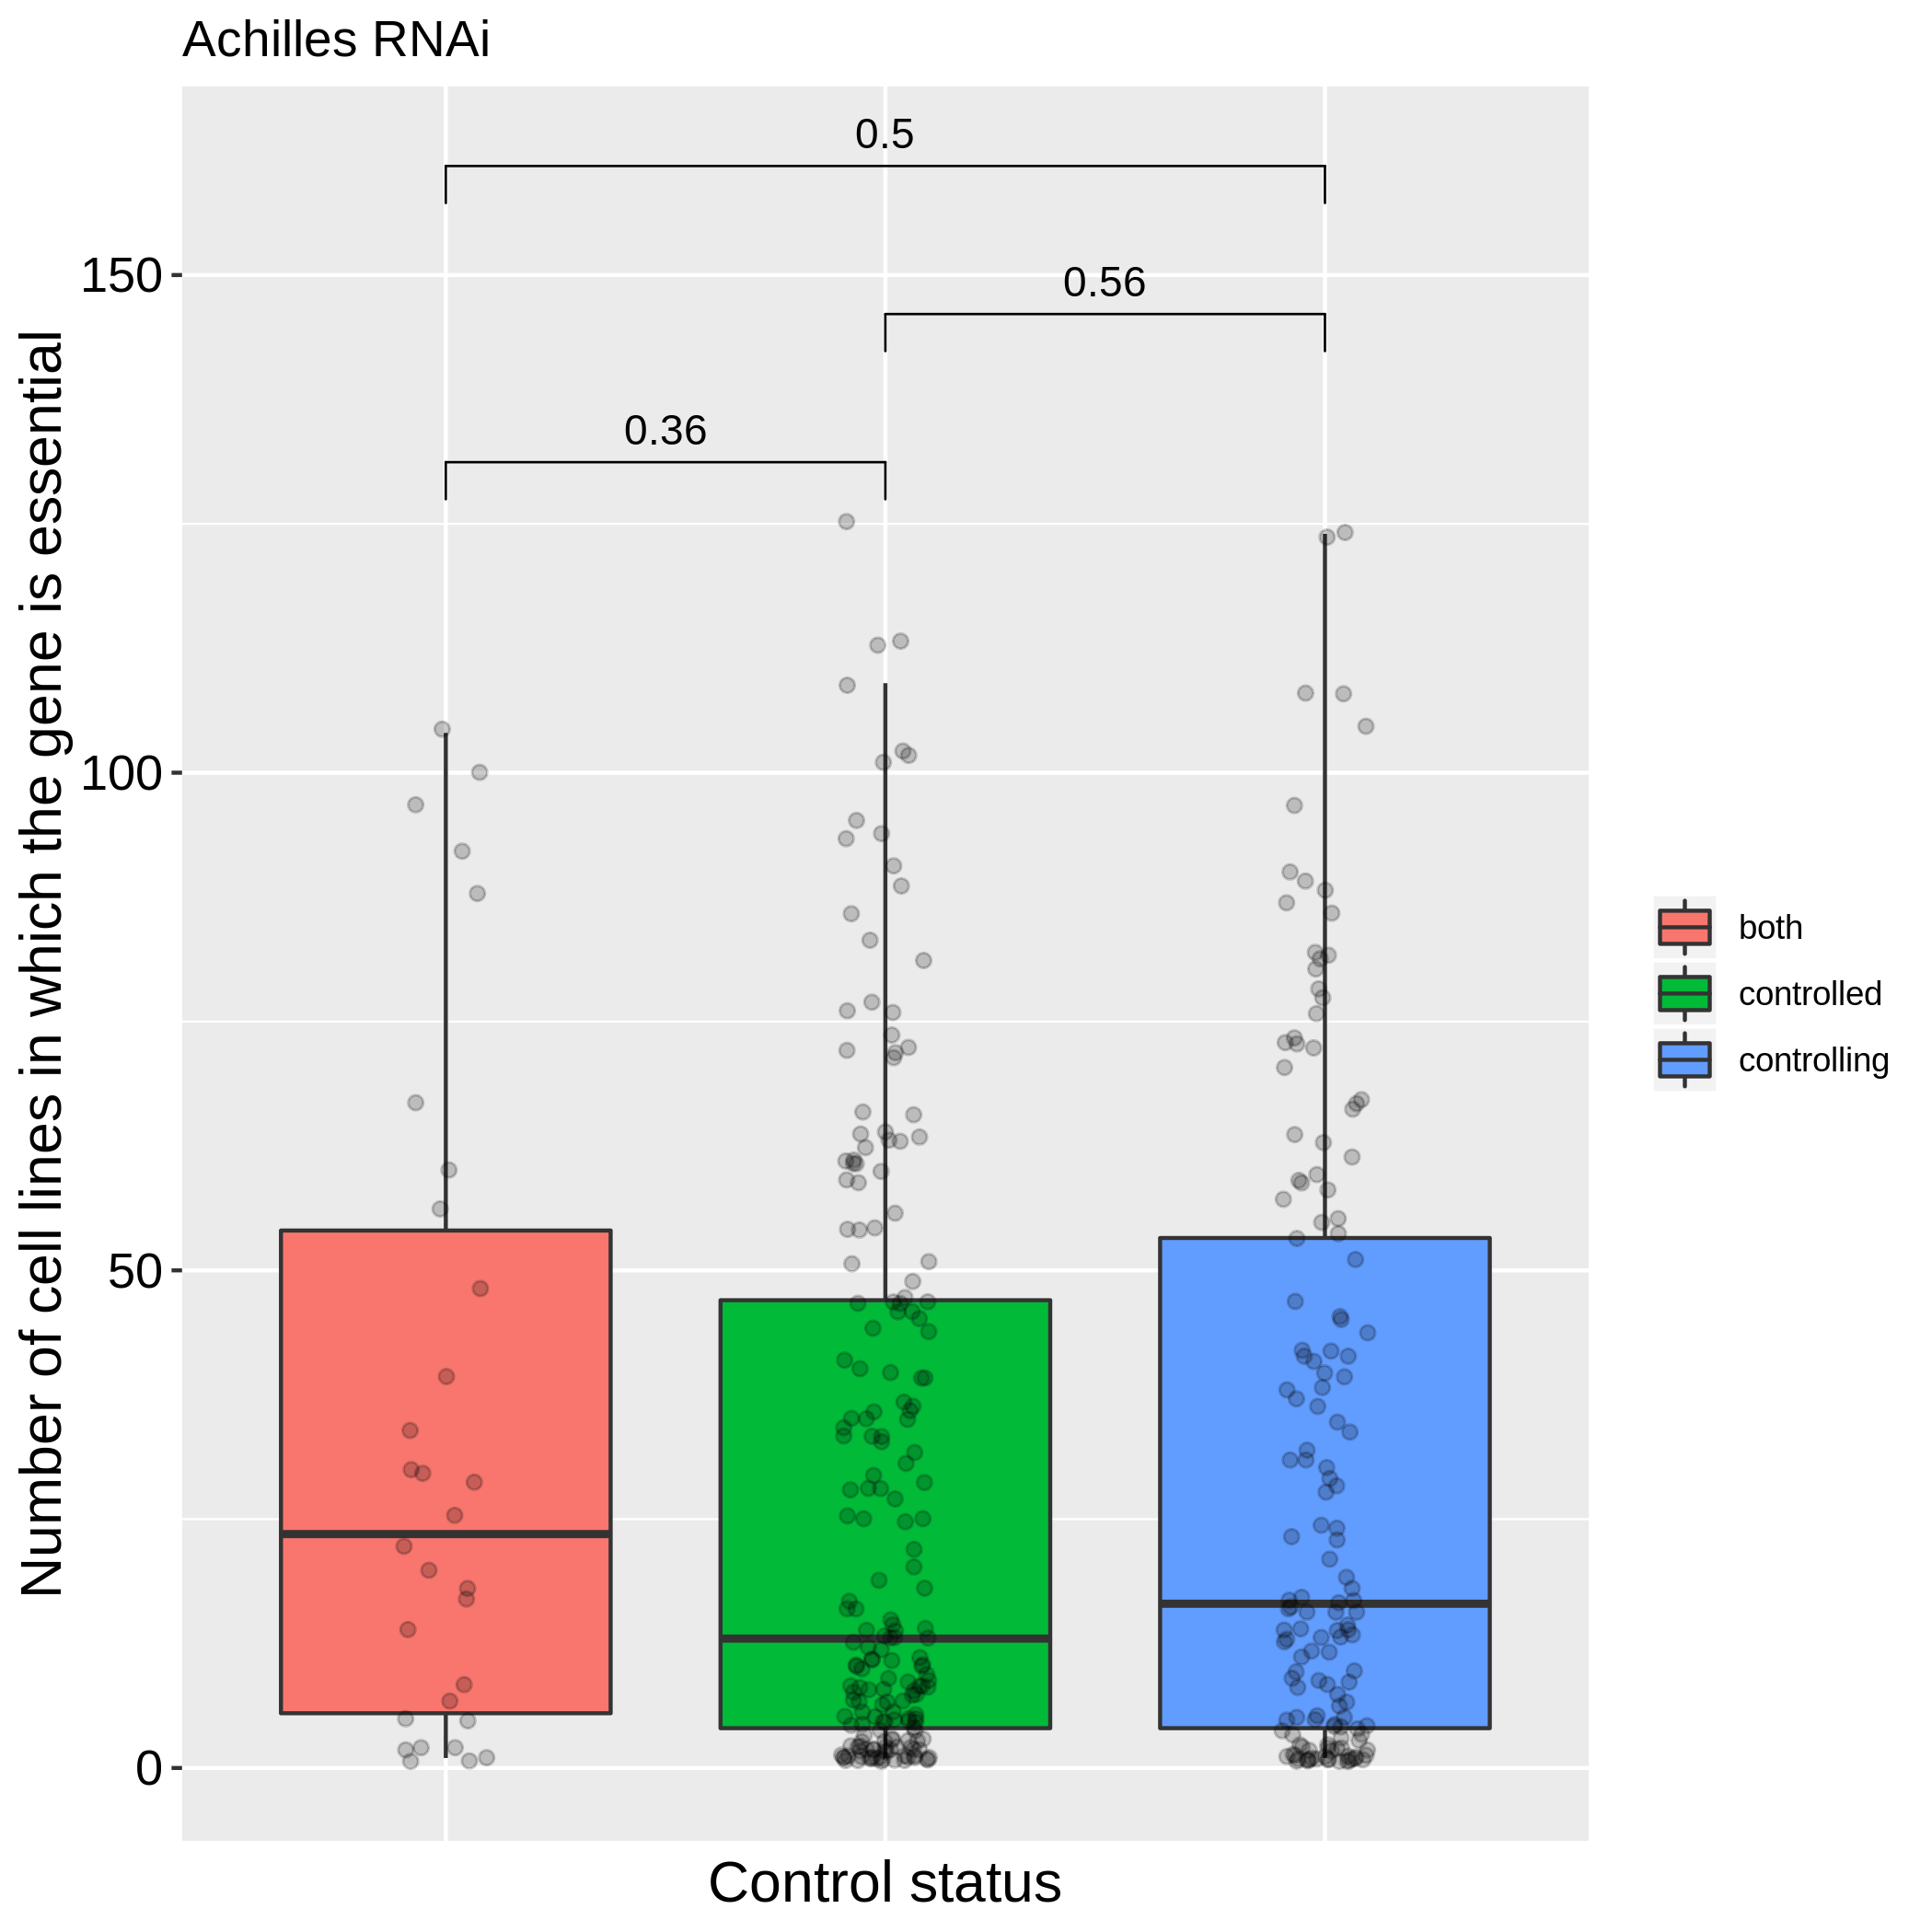 Achilles RNAi
0.5
0.56
0.36
150
100
50
0
Number of cell lines in which the gene is essential
Control status
both
controlled
controlling